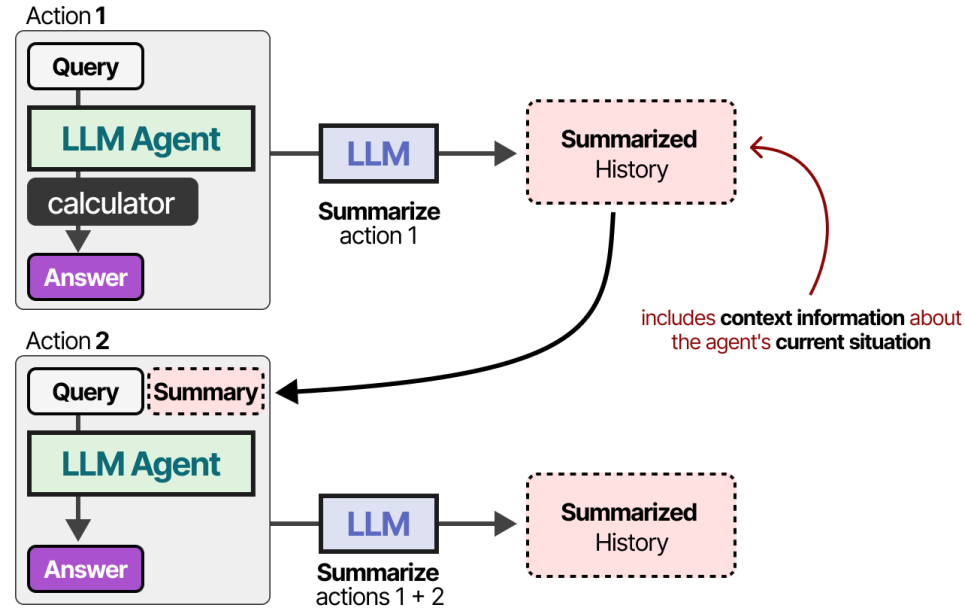 Action 1
Query
LLM Agent
calculator
Answer
LLM
Summarize
action 1
Summarized
History
includes context information about
the agent's current situation
Action 2
Query
Summary
LLM Agent
Answer
LLM
Summarize
actions 1 + 2
Summarized
History